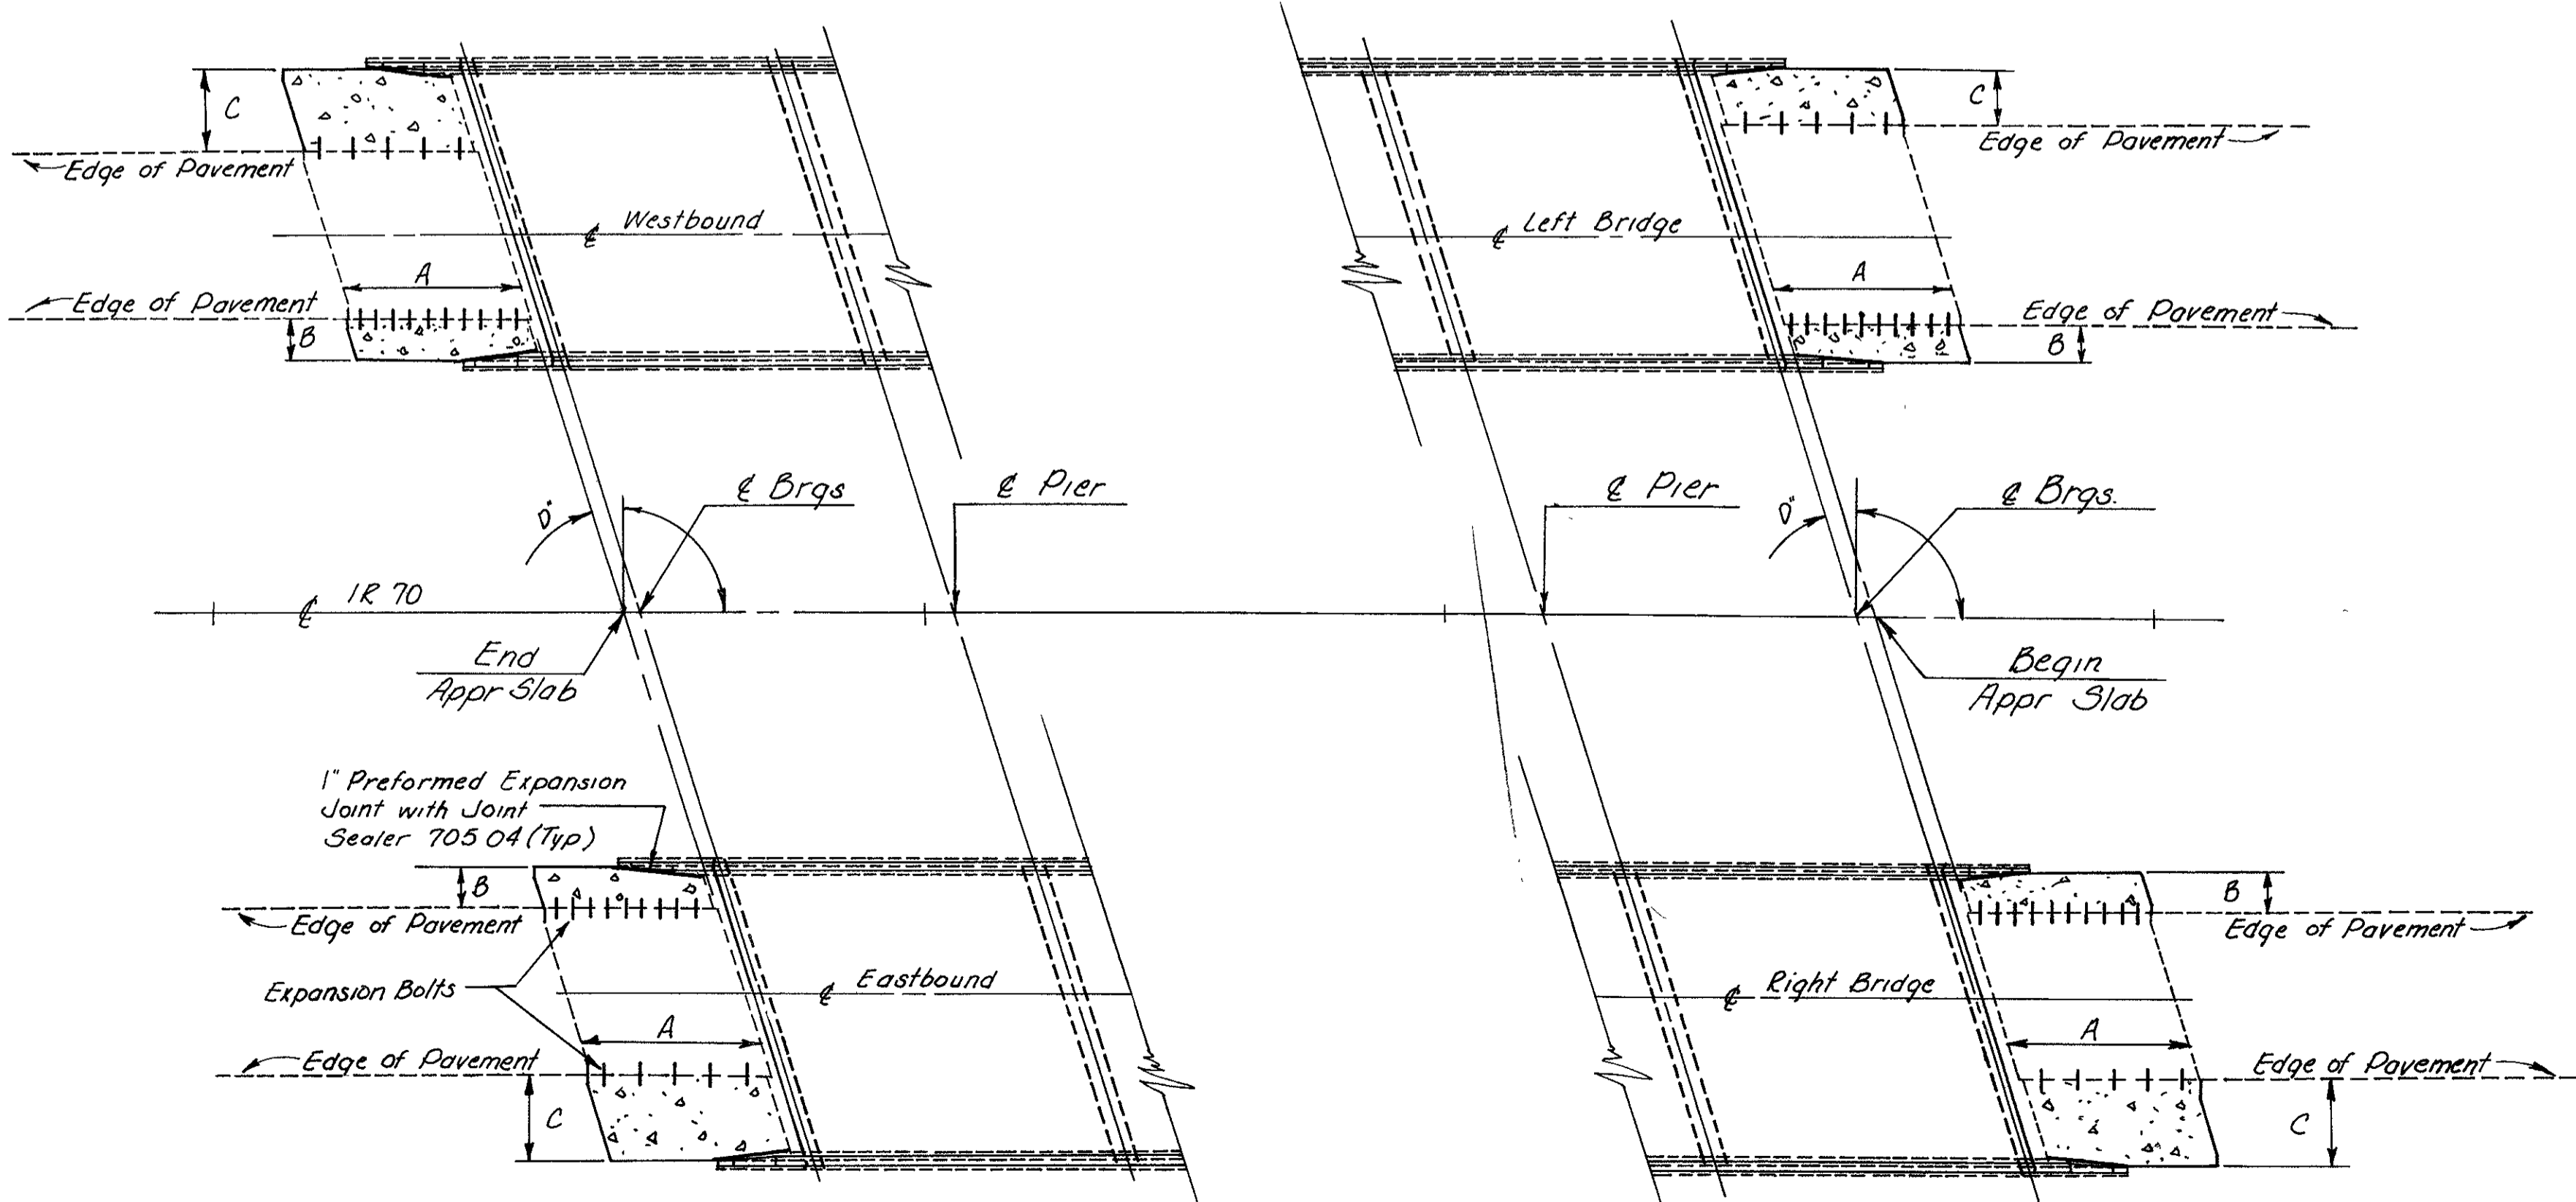 C
C
Edge of Pavement
Edge of Pavement
℄ Westbound
℄ Left Bridge
A
A
Edge of Pavement
Edge of Pavement
B
B
℄ Brgs
℄ Pier
℄ Pier
℄ Brgs.
D°
D°
℄ IR 70
End
Appr Slab
Begin
Appr Slab
1" Preformed Expansion
Joint with Joint
Sealer 705 04 (Typ)
B
B
Edge of Pavement
Edge of Pavement
Expansion Bolts
℄ Eastbound
℄ Right Bridge
A
A
Edge of Pavement
Edge of Pavement
C
C